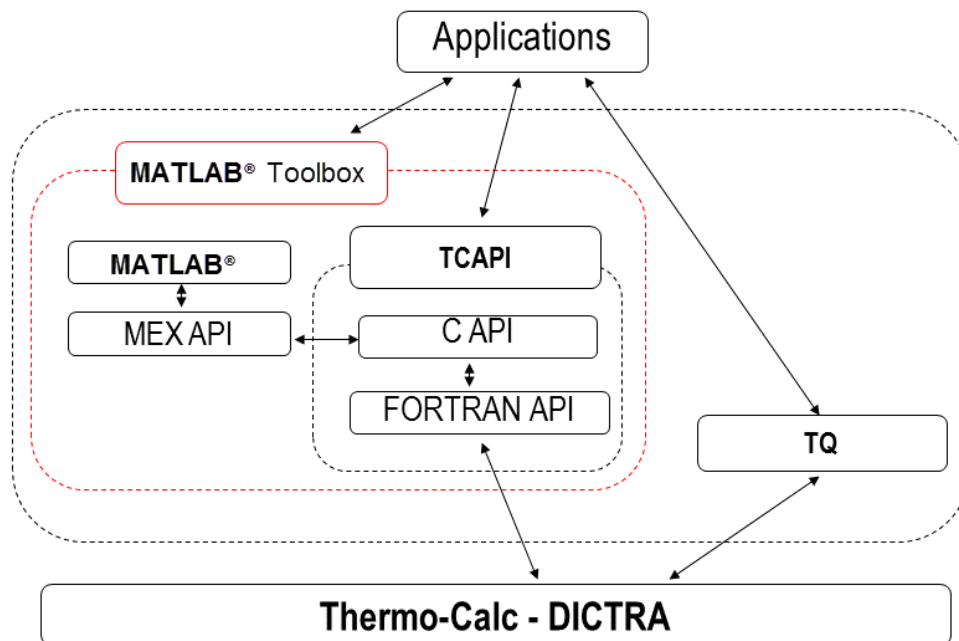 Applications
MATLAB® Toolbox
TCAPI
MATLAB®
MEX API
C API
FORTRAN API
TQ
Thermo-Calc - DICTRA